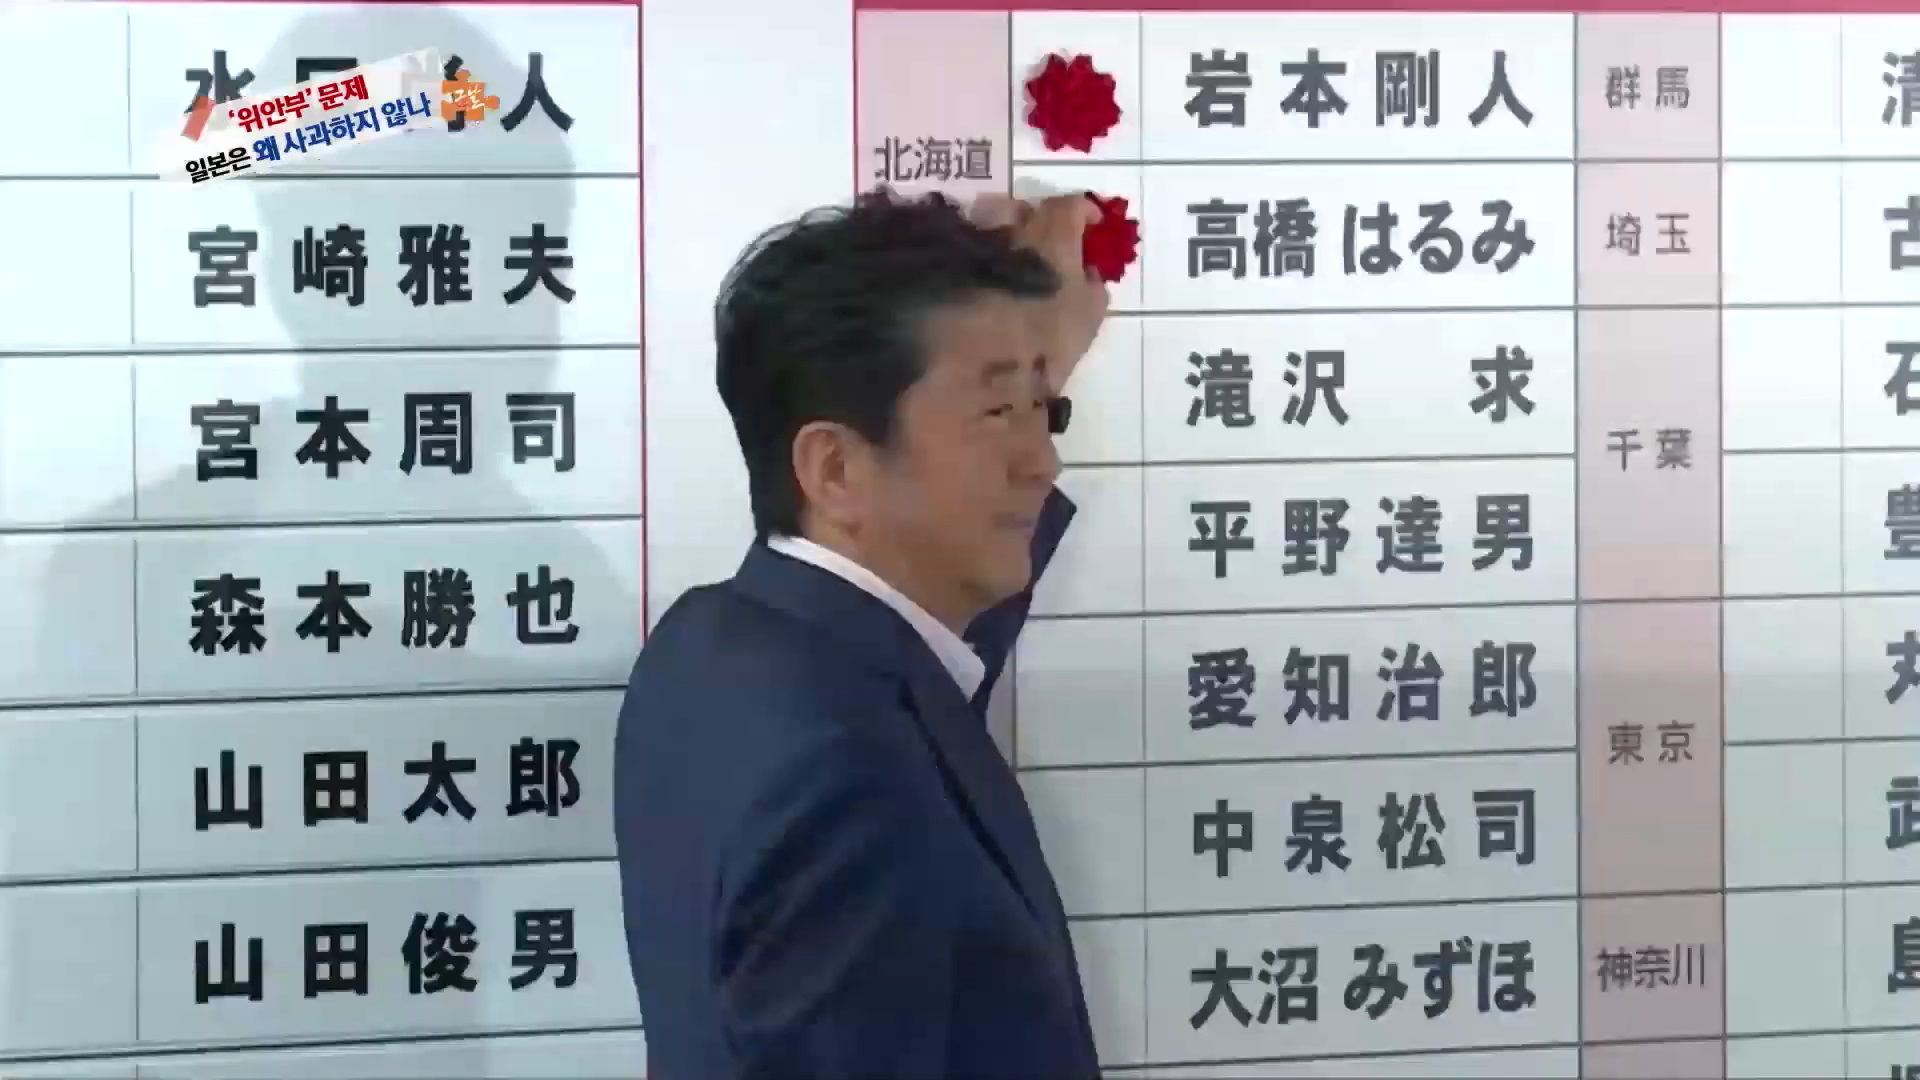 '위안부' 문제
일본은 왜 사과하지 않나
宮崎雅夫
宮本周司
森本勝也
山田太郎
山田俊男
北海道
岩本剛人
高橋はるみ
滝沢 求
平野達男
愛知治郎
中泉松司
大沼みずほ
群馬
埼玉
千葉
東京
神奈川